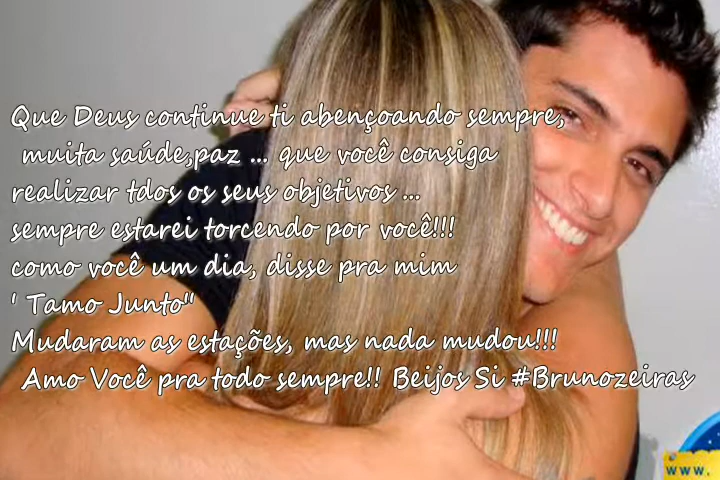 Que Deus continue ti abençoando sempre,
muita saúde,paz ... que você consiga
realizar tdos os seus objetivos ...
sempre estarei torcendo por você!!!
como você um dia, disse pra mim
' Tamo Junto"
Mudaram as estações, mas nada mudou!!!
Amo Você pra todo sempre!! Beijos Si #Brunozeiras
www.